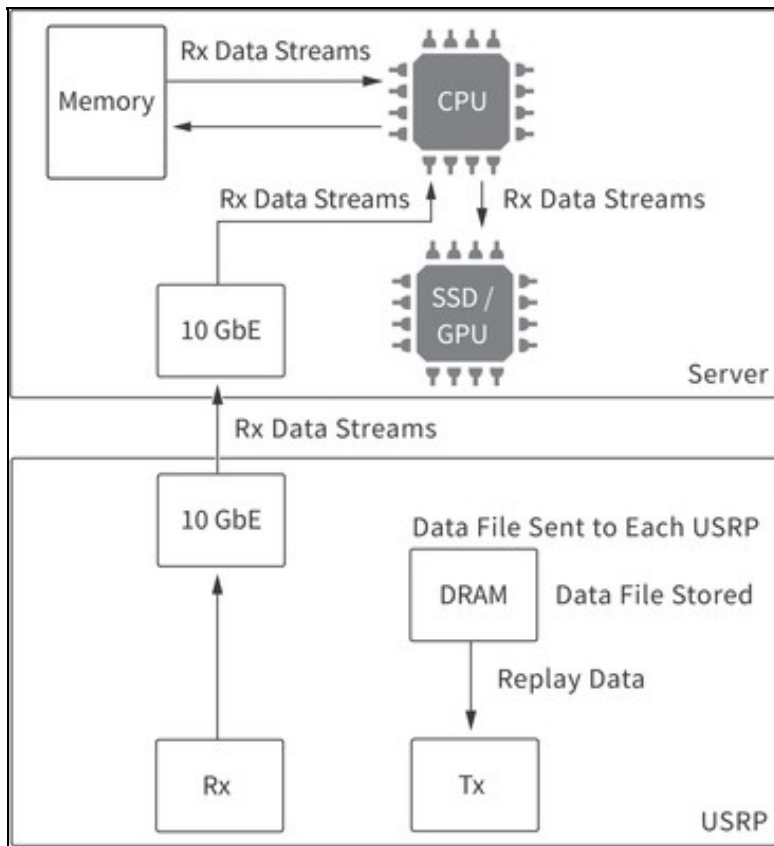 Rx Data Streams
Memory
CPU
Rx Data Streams
Rx Data Streams
10 GbE
SSD /
GPU
Server
Rx Data Streams
10 GbE
Data File Sent to Each USRP
DRAM
Data File Stored
Replay Data
Rx
Tx
USRP